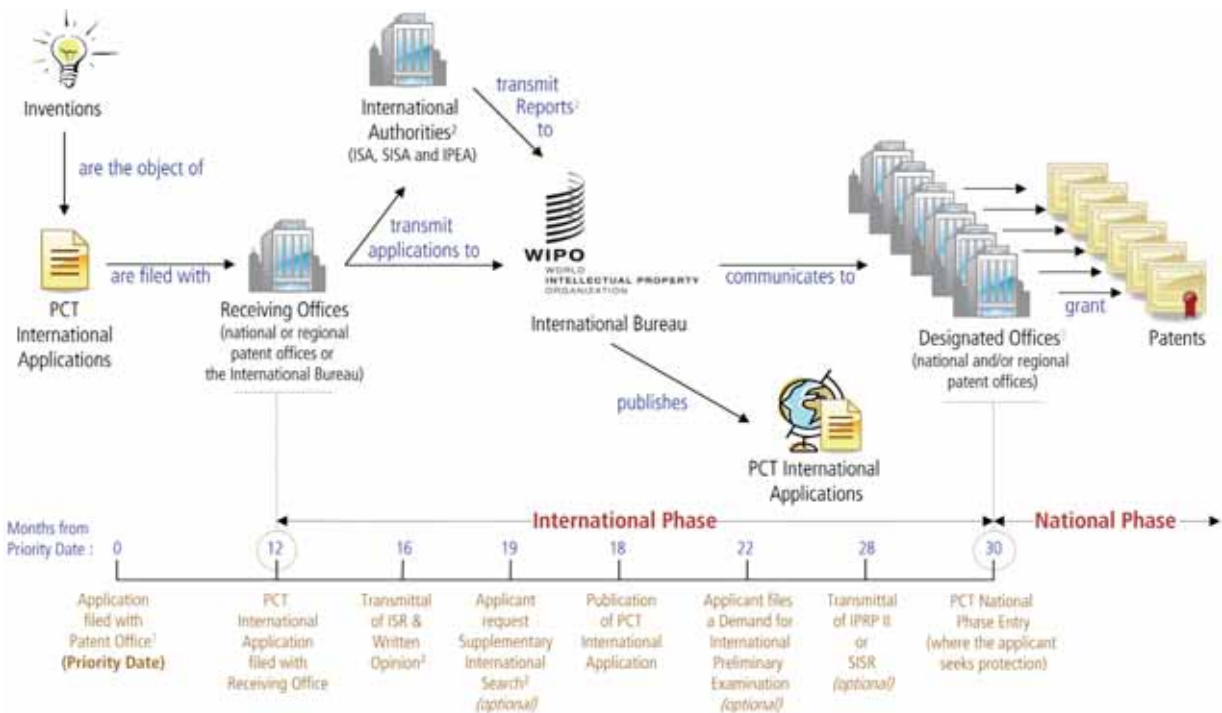 Inventions
are the object of
PCT
International
Applications
are filed with
Receiving Offices
(national or regional
patent offices or
the International Bureau)
International
Authorities²
(ISA, SISA and IPEA)
transmit
applications to
transmit
Reports²
to
WIPO
WORLD
INTELLECTUAL PROPERTY
ORGANIZATION
International Bureau
communicates to
publishes
PCT International
Applications
Designated Offices
(national and/or regional
patent offices)
grant
Patents
International Phase
National Phase
Months from
Priority Date :
0
12
16
19
18
22
28
30
Application
filed with
Patent Office¹
(Priority Date)
PCT
International
Application
filed with
Receiving Office
Transmittal
of ISR &
Written
Opinion²
Applicant
request
Supplementary
International
Search²
(optional)
Publication
of PCT
International
Application
Applicant files
a Demand for
International
Preliminary
Examination
(optional)
Transmittal
of IPRP II
or
SISR
(optional)
PCT National
Phase Entry
(where the applicant
seeks protection)